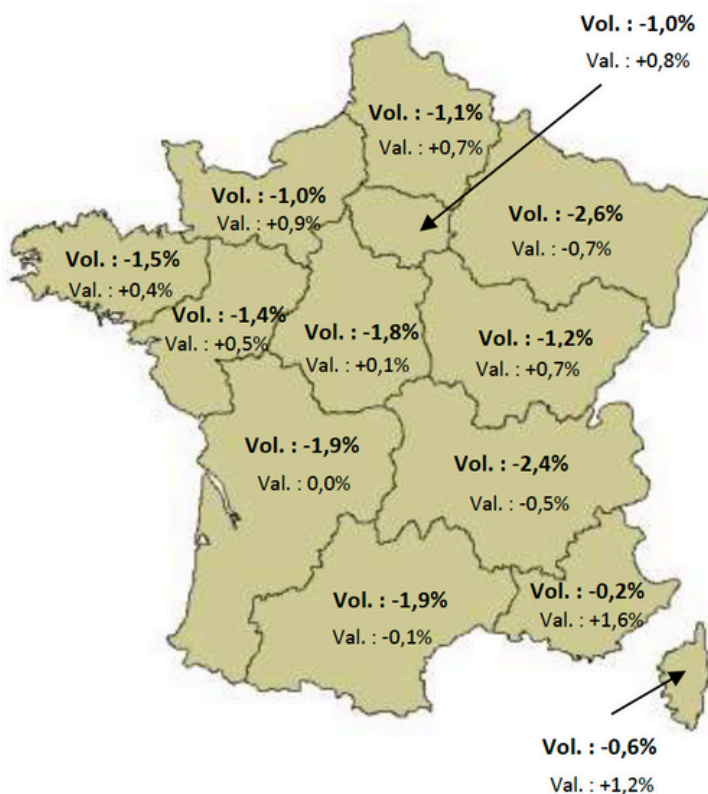 Vol. : -1,0%
Val. : +0,8%
Vol. : -1,1%
Val. : +0,7%
Vol. : -1,0%
Val. : +0,9%
Vol. : -2,6%
Val. : -0,7%
Vol. : -1,5%
Val. : +0,4%
Vol. : -1,4%
Val. : +0,5%
Vol. : -1,8%
Val. : +0,1%
Vol. : -1,2%
Val. : +0,7%
Vol. : -1,9%
Val. : 0,0%
Vol. : -2,4%
Val. : -0,5%
Vol. : -1,9%
Val. : -0,1%
Vol. : -0,2%
Val. : +1,6%
Vol. : -0,6%
Val. : +1,2%